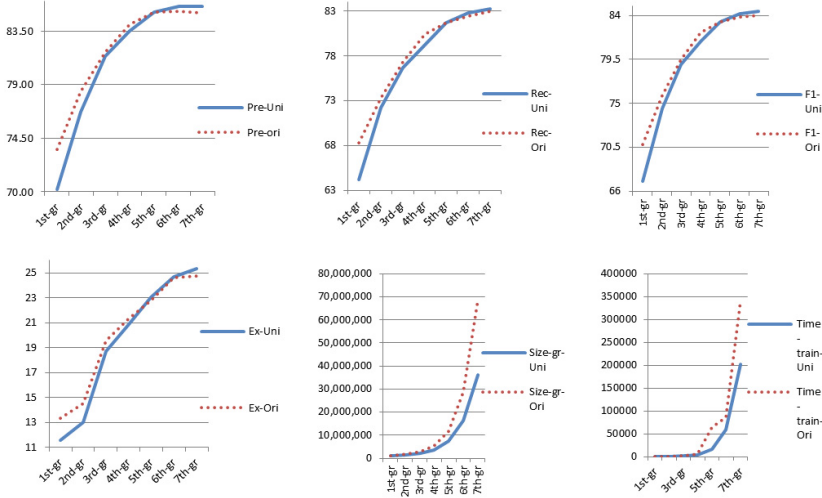 83.50
79.00
74.50
70.00
1st-gr
2nd-gr
3rd-gr
4th-gr
5th-gr
6th-gr
7th-gr
Pre-Uni
Pre-ori
83
78
73
68
63
1st-gr
2nd-gr
3rd-gr
4th-gr
5th-gr
6th-gr
7th-gr
Rec-
Uni
Rec-
Ori
84
79.5
75
70.5
66
1st-gr
2nd-gr
3rd-gr
4th-gr
5th-gr
6th-gr
7th-gr
F1-
Uni
F1-
Ori
25
23
21
19
17
15
13
11
1st-gr
2nd-gr
3rd-gr
4th-gr
5th-gr
6th-gr
7th-gr
Ex-Uni
Ex-Ori
80,000,000
70,000,000
60,000,000
50,000,000
40,000,000
30,000,000
20,000,000
10,000,000
0
1st-gr
2nd-gr
3rd-gr
4th-gr
5th-gr
6th-gr
7th-gr
Size-gr-
Uni
Size-gr-
Ori
400000
350000
300000
250000
200000
150000
100000
50000
0
1st-gr
3rd-gr
5th-gr
7th-gr
Time
-
train-
Uni
Time
-
train-
Ori